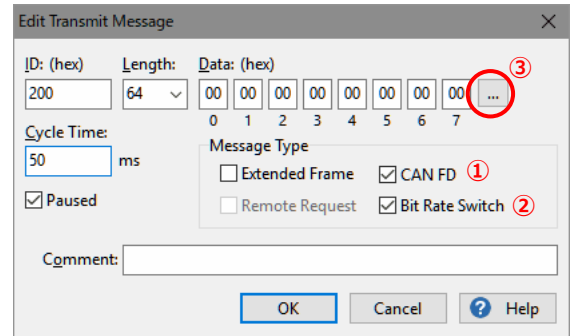 Edit Transmit Message
ID: (hex) Length: Data: (hex)
③
200 64 00 00 00 00 00 00 00 00 ...
0 1 2 3 4 5 6 7
Cycle Time:
Message Type
50 ms
Extended Frame CAN FD ①
Paused
Remote Request Bit Rate Switch ②
Comment:
OK Cancel ? Help